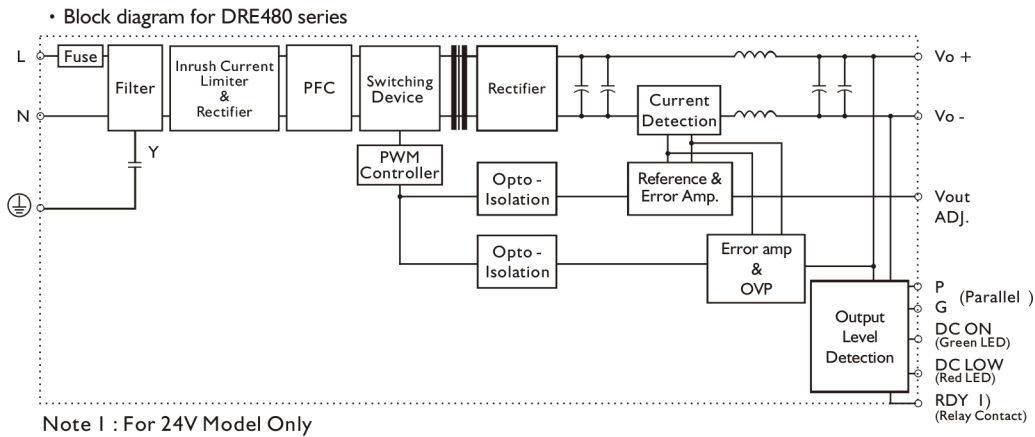 • Block diagram for DRE480 series
L
Fuse
Filter
Inrush Current
Limiter
&
Rectifier
PFC
Switching
Device
Rectifier
Current
Detection
Vo +
N
Vo -
Y
PWM
Controller
Opto -
Isolation
Reference &
Error Amp.
Vout
ADJ.
Opto -
Isolation
Error amp
&
OVP
Output
Level
Detection
P
G
(Parallel )
DC ON
(Green LED)
DC LOW
(Red LED)
RDY 1)
(Relay Contact)
Note 1 : For 24V Model Only